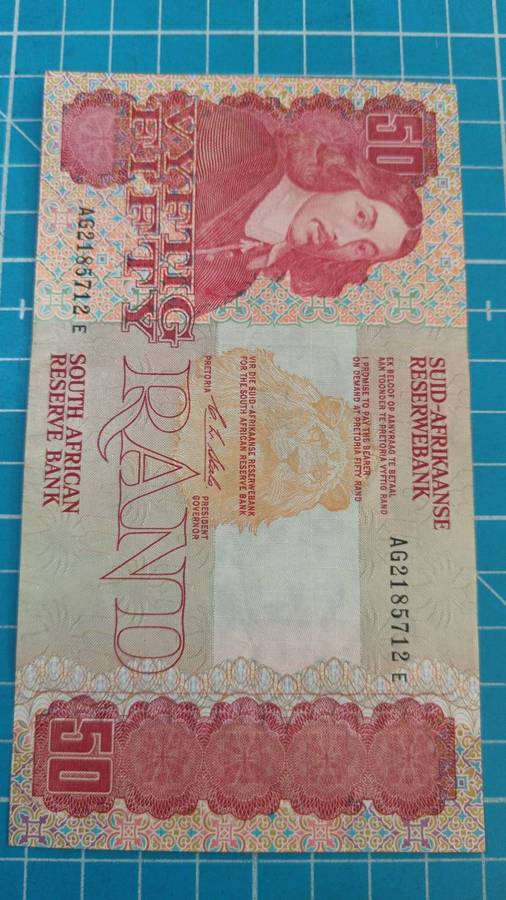 50
SUID-AFRIKAANSE
RESERWEBANK
AG2185712 E
EK BELOOF OP AANVRAAG TE BETAAL
AAN TOONDER TE PRETORIA VYFTIG RAND
I PROMISE TO PAY THE BEARER
ON DEMAND AT PRETORIA FIFTY RAND
VIR DIE SUID-AFRIKAANSE RESERWEBANK
FOR THE SOUTH AFRICAN RESERVE BANK
PRETORIA
PRESIDENT
GOVERNOR
VYFTIG
FIFTY
RAND
AG2185712 E
SOUTH AFRICAN
RESERVE BANK
50